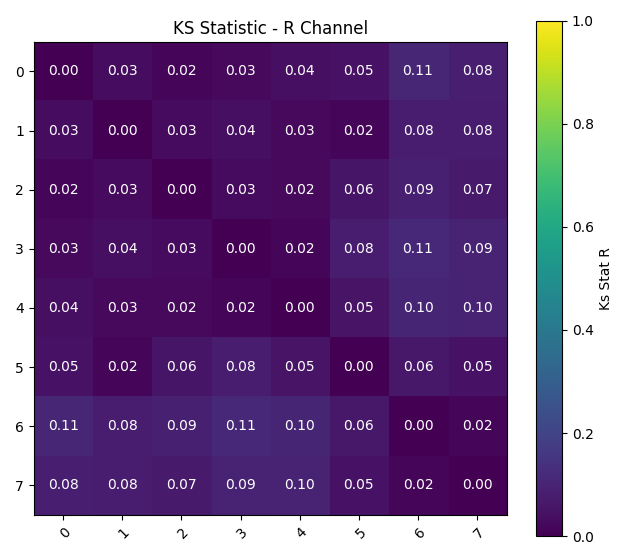 KS Statistic - R Channel
0 0.00 0.03 0.02 0.03 0.04 0.05 0.11 0.08
1 0.03 0.00 0.03 0.04 0.03 0.02 0.08 0.08
2 0.02 0.03 0.00 0.03 0.02 0.06 0.09 0.07
3 0.03 0.04 0.03 0.00 0.02 0.08 0.11 0.09
4 0.04 0.03 0.02 0.02 0.00 0.05 0.10 0.10
5 0.05 0.02 0.06 0.08 0.05 0.00 0.06 0.05
6 0.11 0.08 0.09 0.11 0.10 0.06 0.00 0.02
7 0.08 0.08 0.07 0.09 0.10 0.05 0.02 0.00
0 1 2 3 4 5 6 7
1.0
0.8
0.6
0.4
0.2
0.0
Ks Stat R